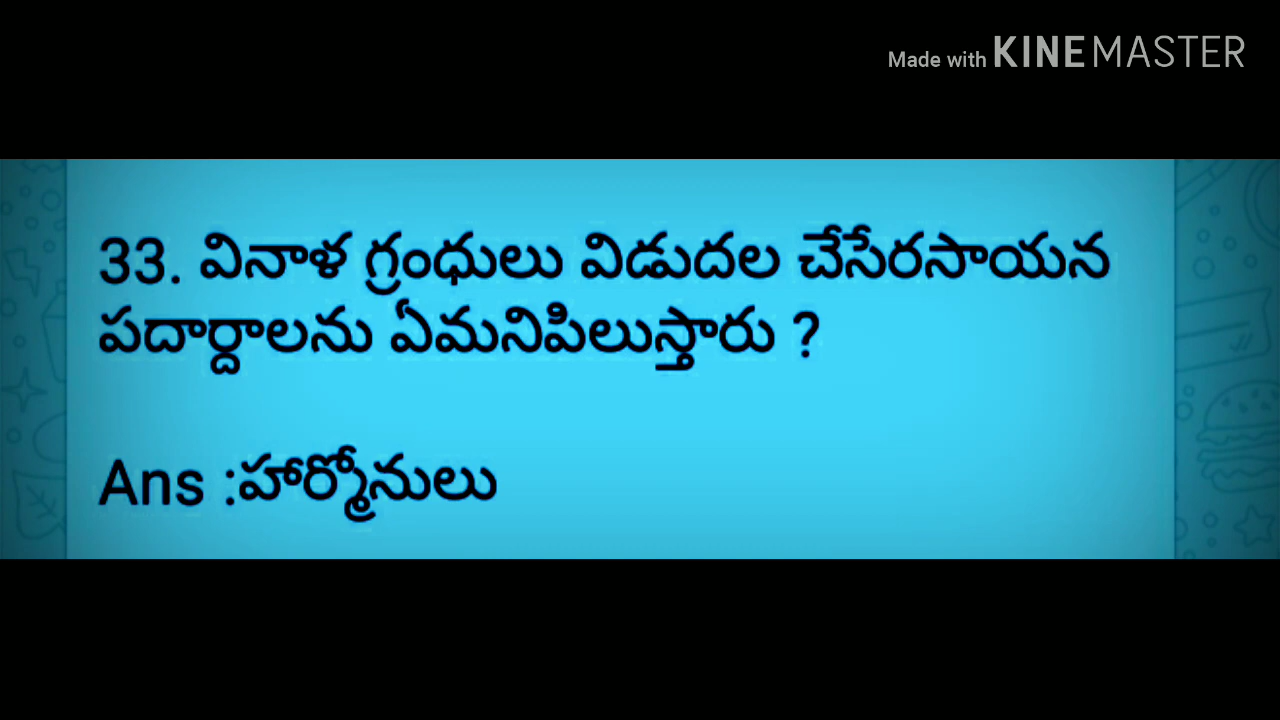 Made with KINEMASTER
33. వినాళ గ్రంధులు విడుదల చేసేరసాయన
పదార్దాలను ఏమనిపిలుస్తారు ?
Ans :హార్మోనులు